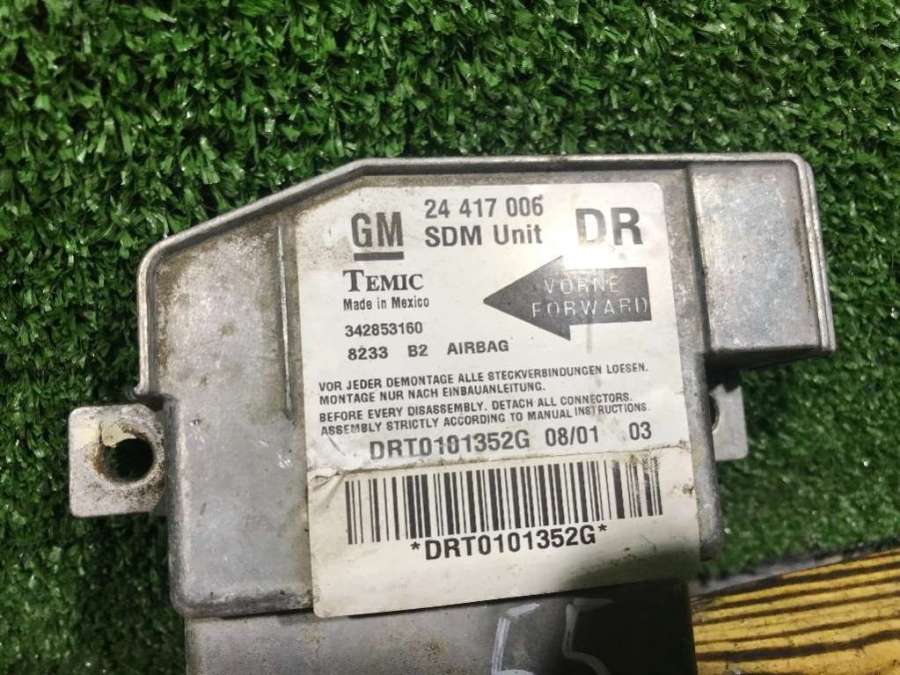 GM 24 417 006 DR
SDM Unit
TEMIC
Made in Mexico
VORNE
FORWARD
342853160
8233 B2 AIRBAG
VOR JEDER DEMONTAGE ALLE STECKVERBINDUNGEN LOESEN.
MONTAGE NUR NACH EINBAUANLEITUNG.
BEFORE EVERY DISASSEMBLY. DETACH ALL CONNECTORS.
ASSEMBLY STRICTLY ACCORDING TO MANUAL INSTRUCTIONS.
DRT0101352G 08/01 03
*DRT0101352G*
55